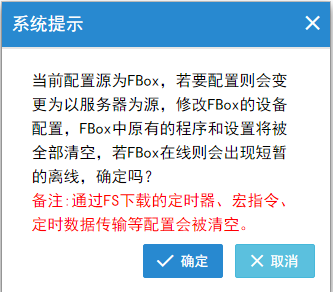 系统提示
当前配置源为FBox，若要配置则会变
更为以服务器为源，修改FBox的设备
配置，FBox中原有的程序和设置将被
全部清空，若FBox在线则会出现短暂
的离线，确定吗？
备注:通过FS下载的定时器、宏指令、
定时数据传输等配置会被清空。
确定 取消